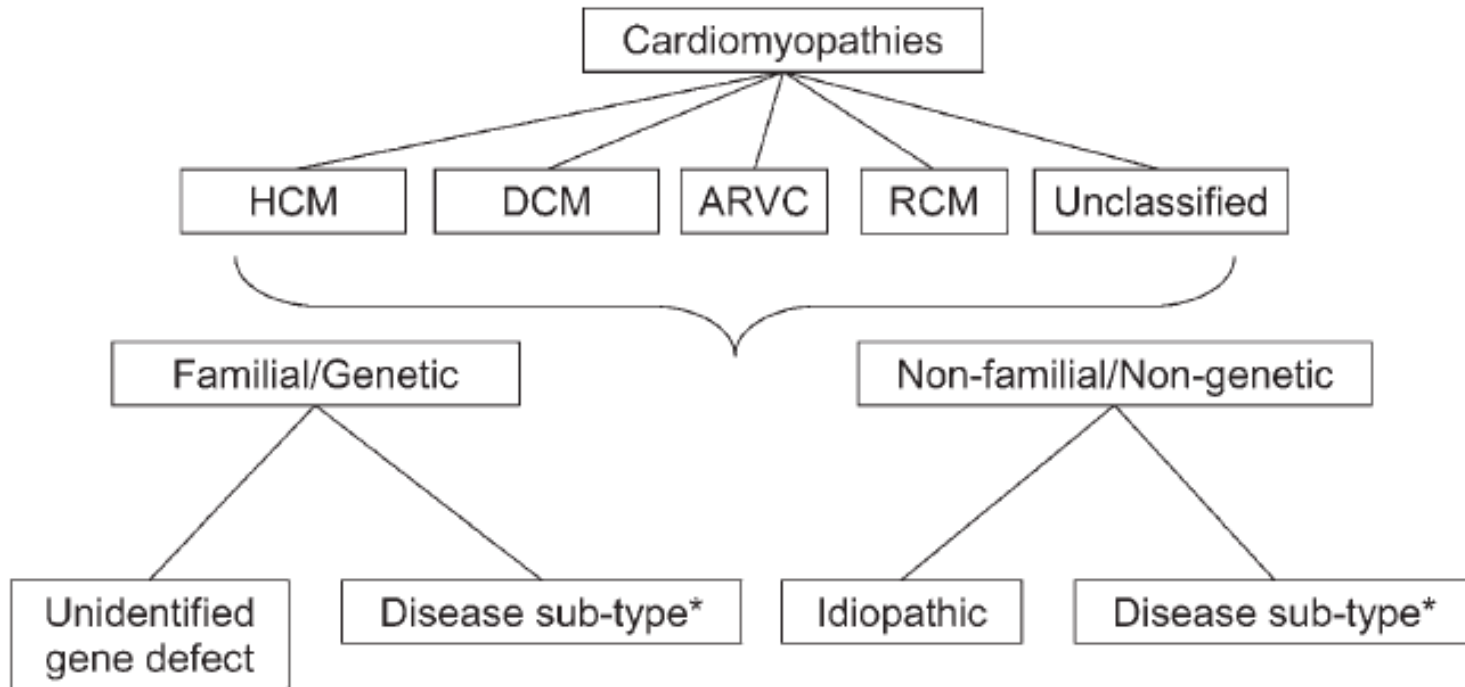 Cardiomyopathies
HCM
DCM
ARVC
RCM
Unclassified
Familial/Genetic
Non-familial/Non-genetic
Unidentified
gene defect
Disease sub-type*
Idiopathic
Disease sub-type*